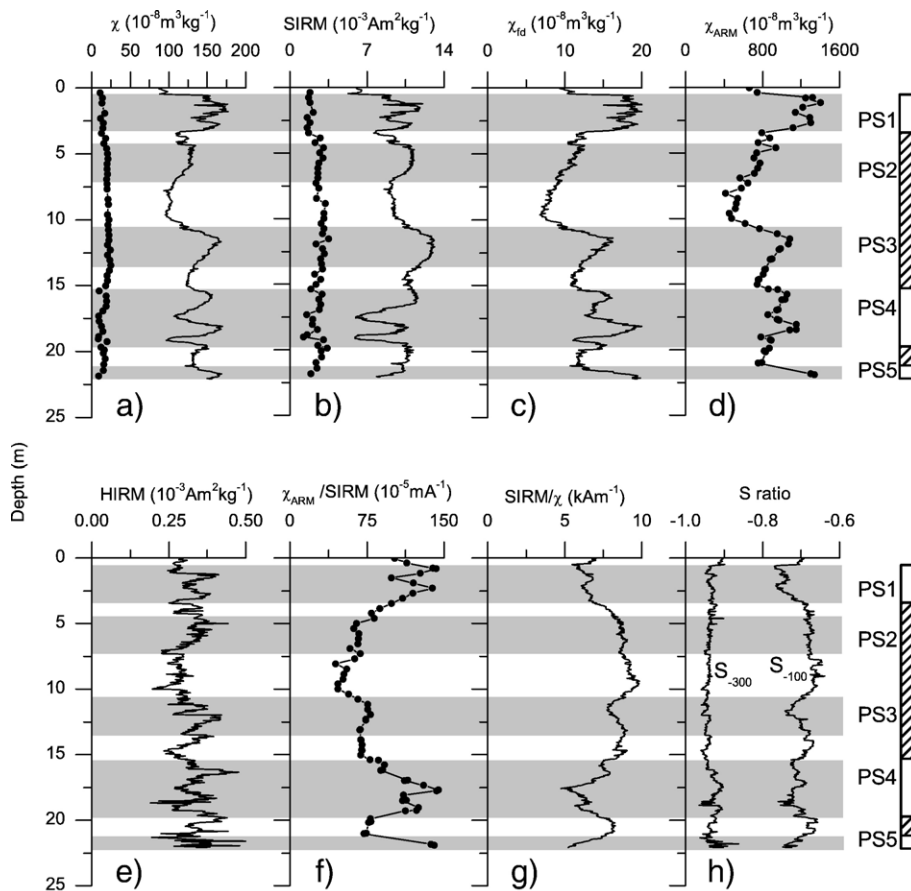 χ (10⁻⁸m³kg⁻¹) SIRM (10⁻³Am²kg⁻¹) χfd (10⁻⁸m³kg⁻¹) χARM (10⁻⁸m³kg⁻¹)
0 50 100 150 200 0 7 14 0 10 20 0 800 1600
0
PS1
5
PS2
10
PS3
15
PS4
20
PS5
25
a) b) c) d)
Depth (m)
HIRM (10⁻³Am²kg⁻¹) χARM /SIRM (10⁻⁵mA⁻¹) SIRM/χ (kAm⁻¹) S ratio
0.00 0.25 0.50 0 75 150 0 5 10 -1.0 -0.8 -0.6
0
PS1
5
PS2
S-300 S-100
10
PS3
15
PS4
20
PS5
25
e) f) g) h)